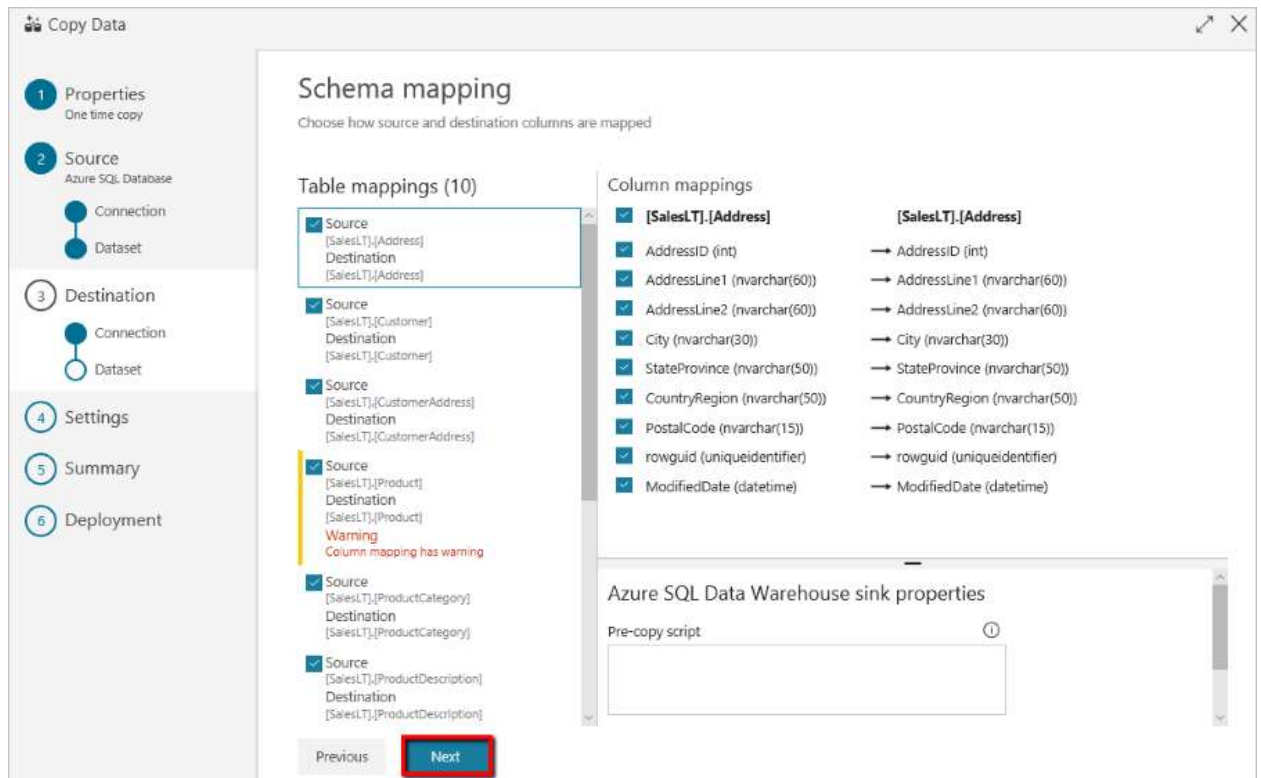 Copy Data
1 Properties
One time copy
2 Source
Azure SQL Database
Connection
Dataset
3 Destination
Connection
Dataset
4 Settings
5 Summary
6 Deployment
Schema mapping
Choose how source and destination columns are mapped
Table mappings (10)
Source
[SalesLT].[Address]
Destination
[SalesLT].[Address]
Source
[SalesLT].[Customer]
Destination
[SalesLT].[Customer]
Source
[SalesLT].[CustomerAddress]
Destination
[SalesLT].[CustomerAddress]
Source
[SalesLT].[Product]
Destination
[SalesLT].[Product]
Warning
Column mapping has warning
Source
[SalesLT].[ProductCategory]
Destination
[SalesLT].[ProductCategory]
Source
[SalesLT].[ProductDescription]
Destination
[SalesLT].[ProductDescription]
Column mappings
[SalesLT].[Address] [SalesLT].[Address]
AddressID (int) → AddressID (int)
AddressLine1 (nvarchar(60)) → AddressLine1 (nvarchar(60))
AddressLine2 (nvarchar(60)) → AddressLine2 (nvarchar(60))
City (nvarchar(30)) → City (nvarchar(30))
StateProvince (nvarchar(50)) → StateProvince (nvarchar(50))
CountryRegion (nvarchar(50)) → CountryRegion (nvarchar(50))
PostalCode (nvarchar(15)) → PostalCode (nvarchar(15))
rowguid (uniqueidentifier) → rowguid (uniqueidentifier)
ModifiedDate (datetime) → ModifiedDate (datetime)
Azure SQL Data Warehouse sink properties
Pre-copy script
Previous
Next